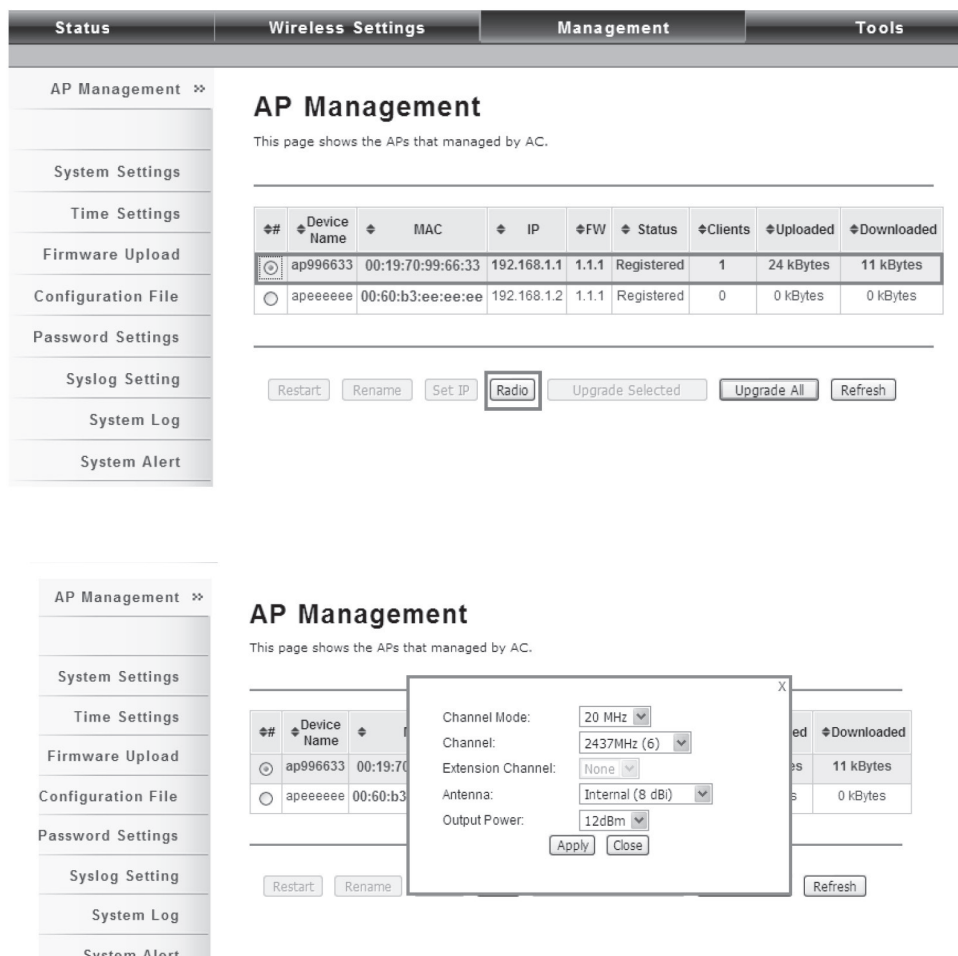 Status Wireless Settings Management Tools
AP Management »
AP Management
This page shows the APs that managed by AC.
System Settings
Time Settings
Firmware Upload
Configuration File
Password Settings
Syslog Setting
System Log
System Alert
# Device Name MAC IP FW Status Clients Uploaded Downloaded
ap996633 00:19:70:99:66:33 192.168.1.1 1.1.1 Registered 1 24 kBytes 11 kBytes
apeeeeee 00:60:b3:ee:ee:ee 192.168.1.2 1.1.1 Registered 0 0 kBytes 0 kBytes
Restart Rename Set IP Radio Upgrade Selected Upgrade All Refresh
AP Management »
AP Management
This page shows the APs that managed by AC.
System Settings
Time Settings
Firmware Upload
Configuration File
Password Settings
Syslog Setting
System Log
System Alert
X
# Device Name ed Downloaded
ap996633 00:19:70 es 11 kBytes
apeeeeee 00:60:b3 s 0 kBytes
Channel Mode: 20 MHz
Channel: 2437MHz (6)
Extension Channel: None
Antenna: Internal (8 dBi)
Output Power: 12dBm
Apply Close
Restart Rename Refresh